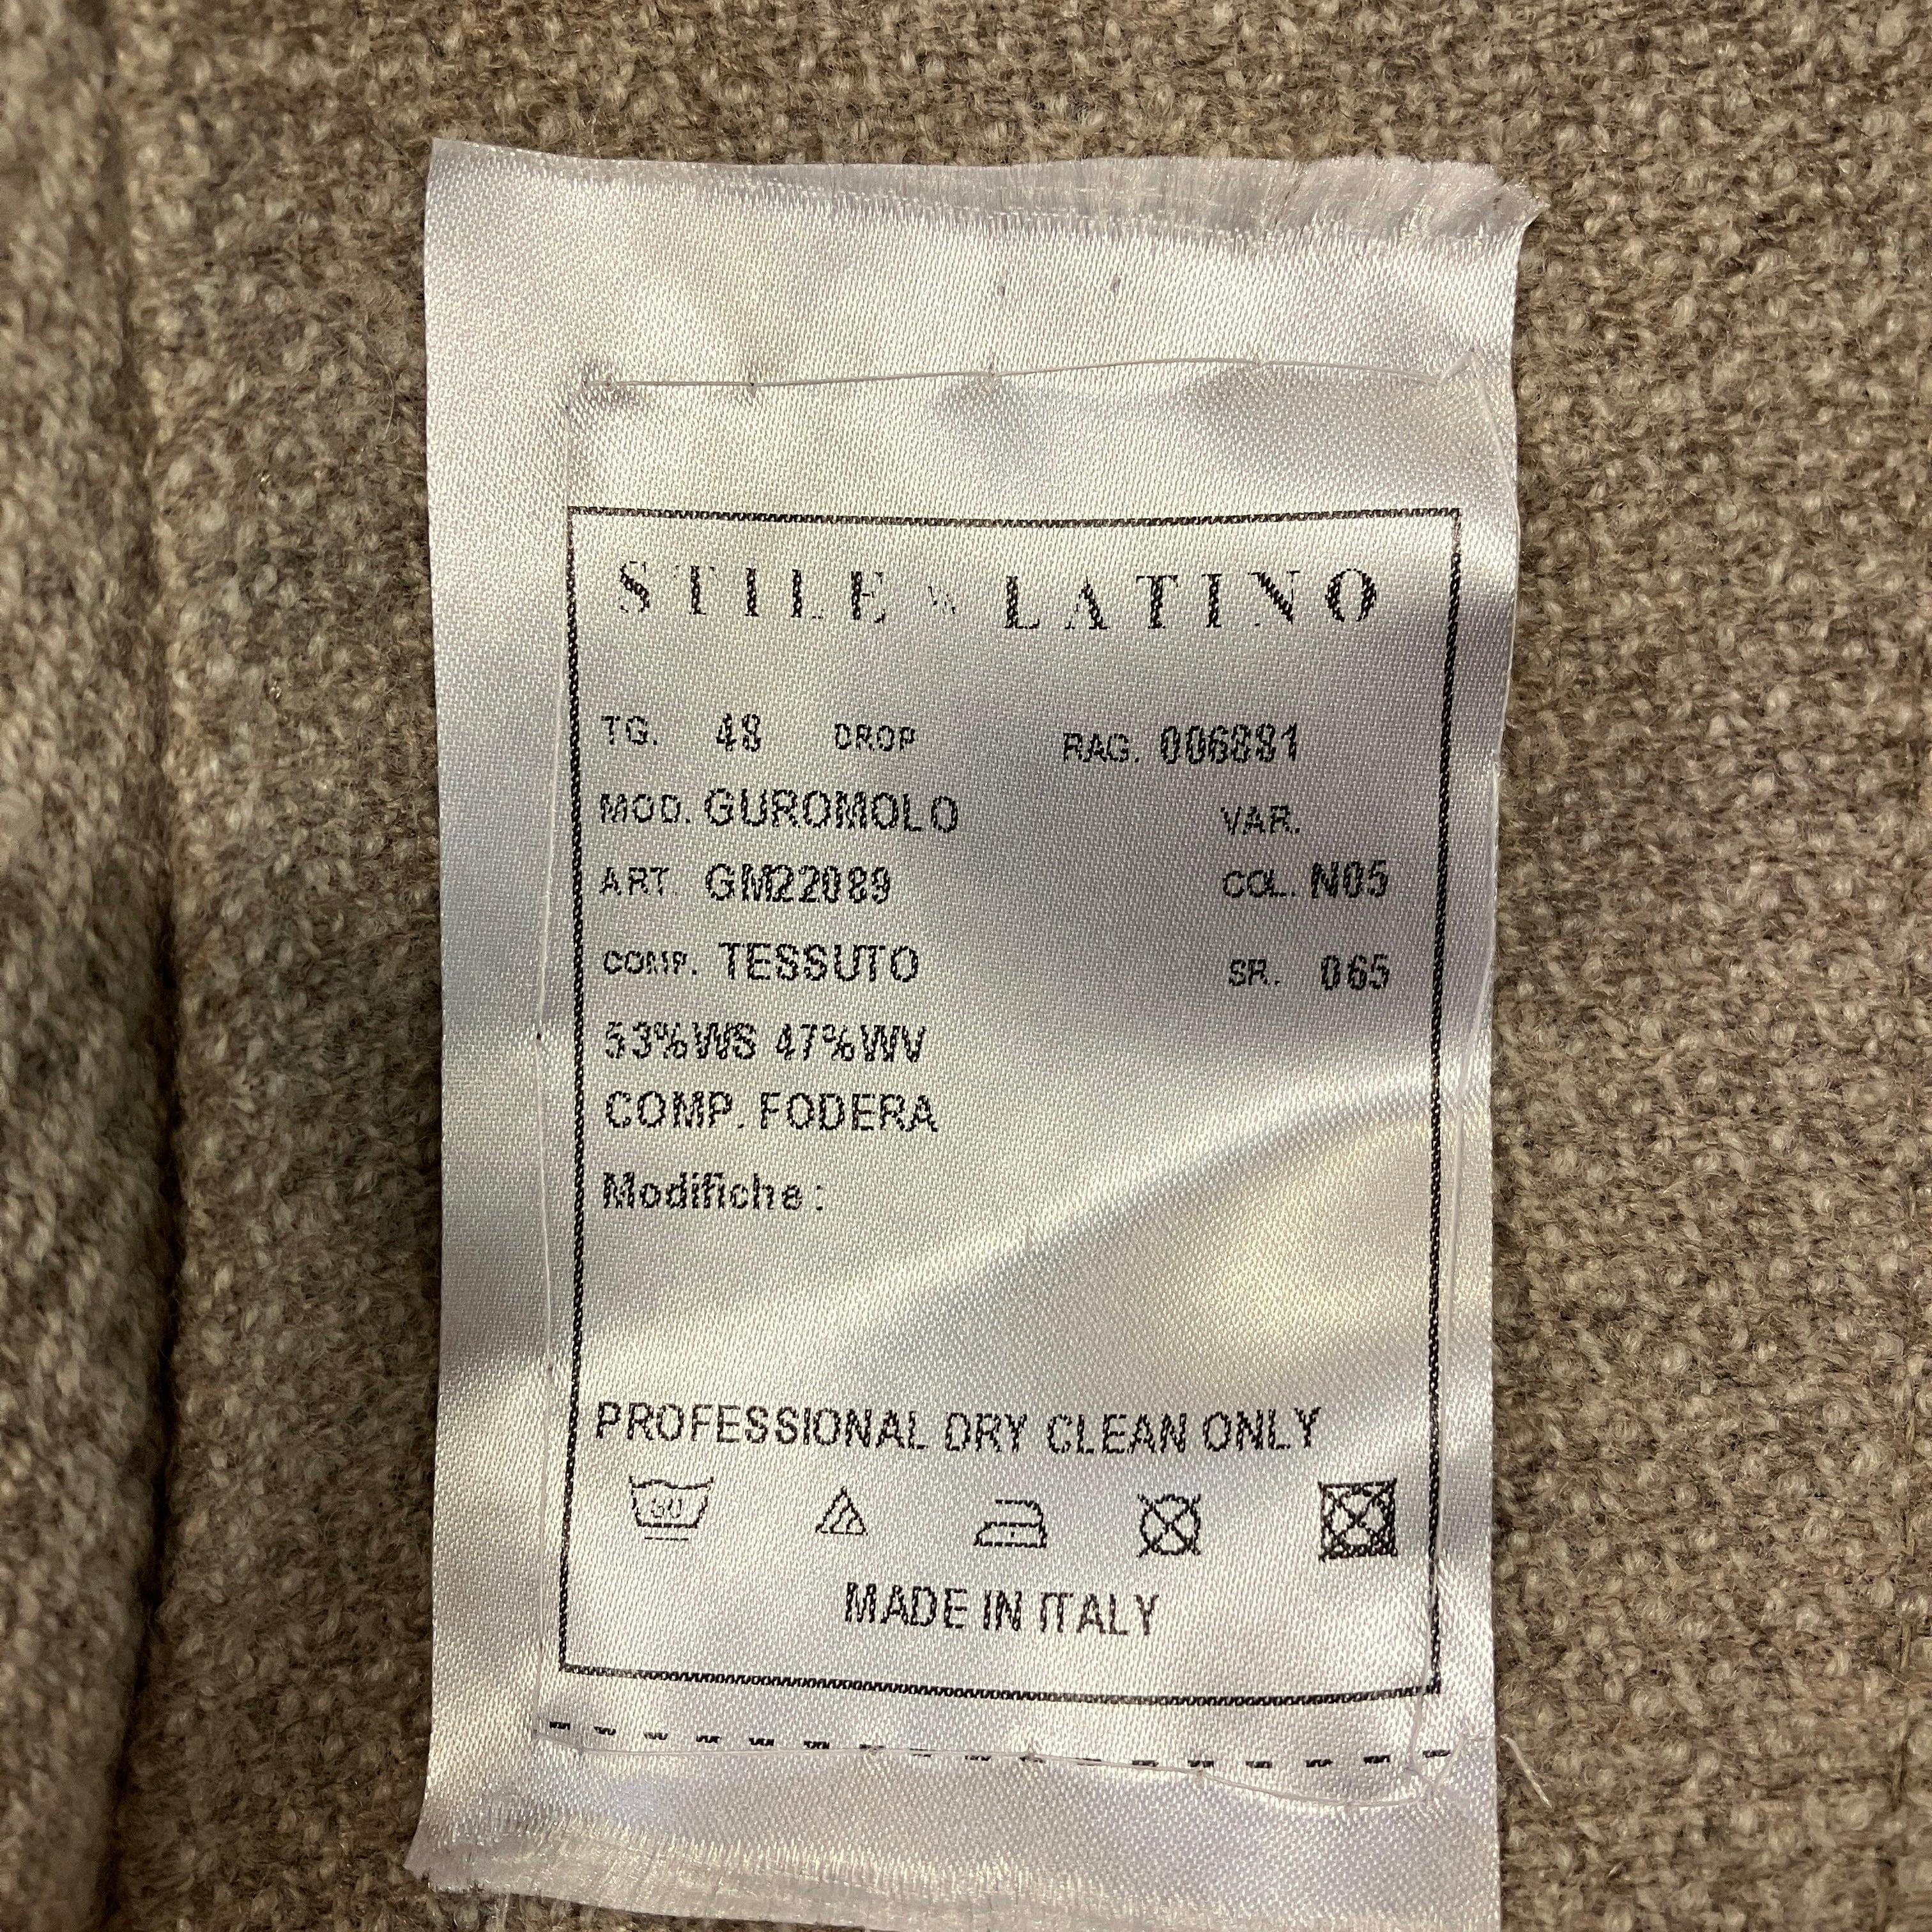 STILE LATINO
TG. 48 DROP RAG. 006881
MOD. GUROMOLO VAR.
ART. GM22089 COL. N05
COMP. TESSUTO SR. 065
53%WS 47%WV
COMP. FODERA
Modifiche :
PROFESSIONAL DRY CLEAN ONLY
30
MADE IN ITALY